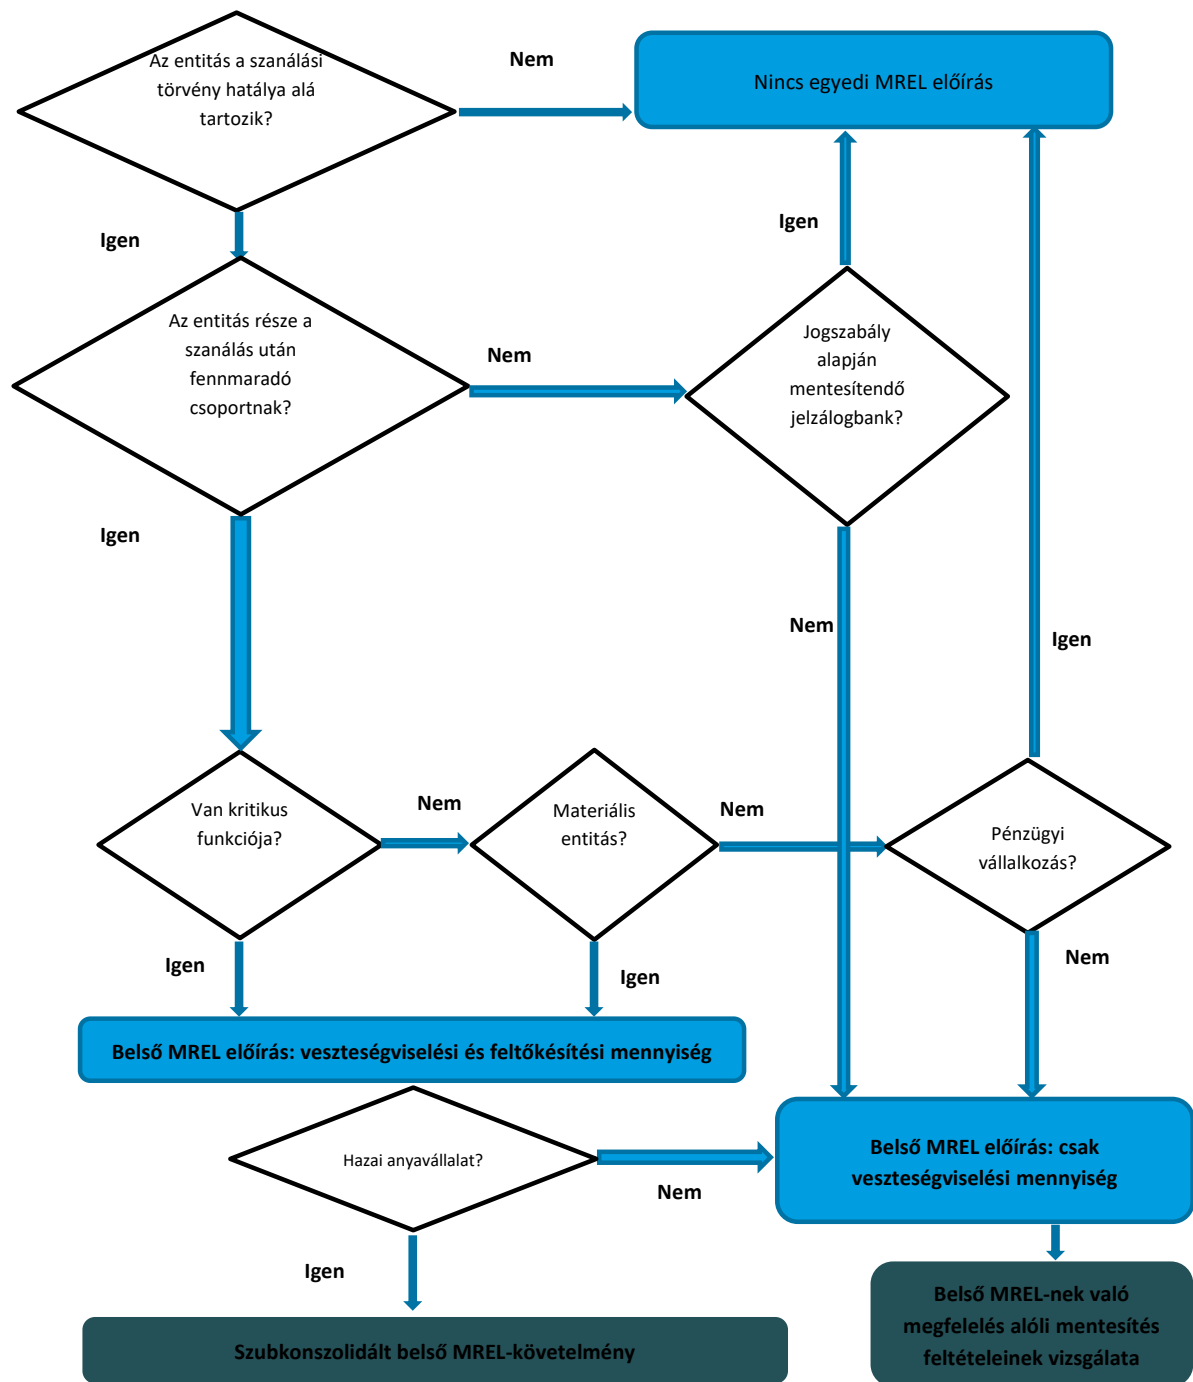 Az entitás a szanálási
törvény hatálya alá
tartozik?
Nem
Nincs egyedi MREL előírás
Igen
Igen
Az entitás része a
szanálás után
fennmaradó
csoportnak?
Nem
Jogszabály
alapján
mentesítendő
jelzálogbank?
Igen
Nem
Igen
Van kritikus
funkciója?
Nem
Materiális
entitás?
Nem
Pénzügyi
vállalkozás?
Igen
Igen
Nem
Belső MREL előírás: veszteségviselési és feltőkésítési mennyiség
Hazai anyavállalat?
Nem
Belső MREL előírás: csak
veszteségviselési mennyiség
Igen
Szubkonszolidált belső MREL-követelmény
Belső MREL-nek való
megfelelés alóli mentesítés
feltételeinek vizsgálata